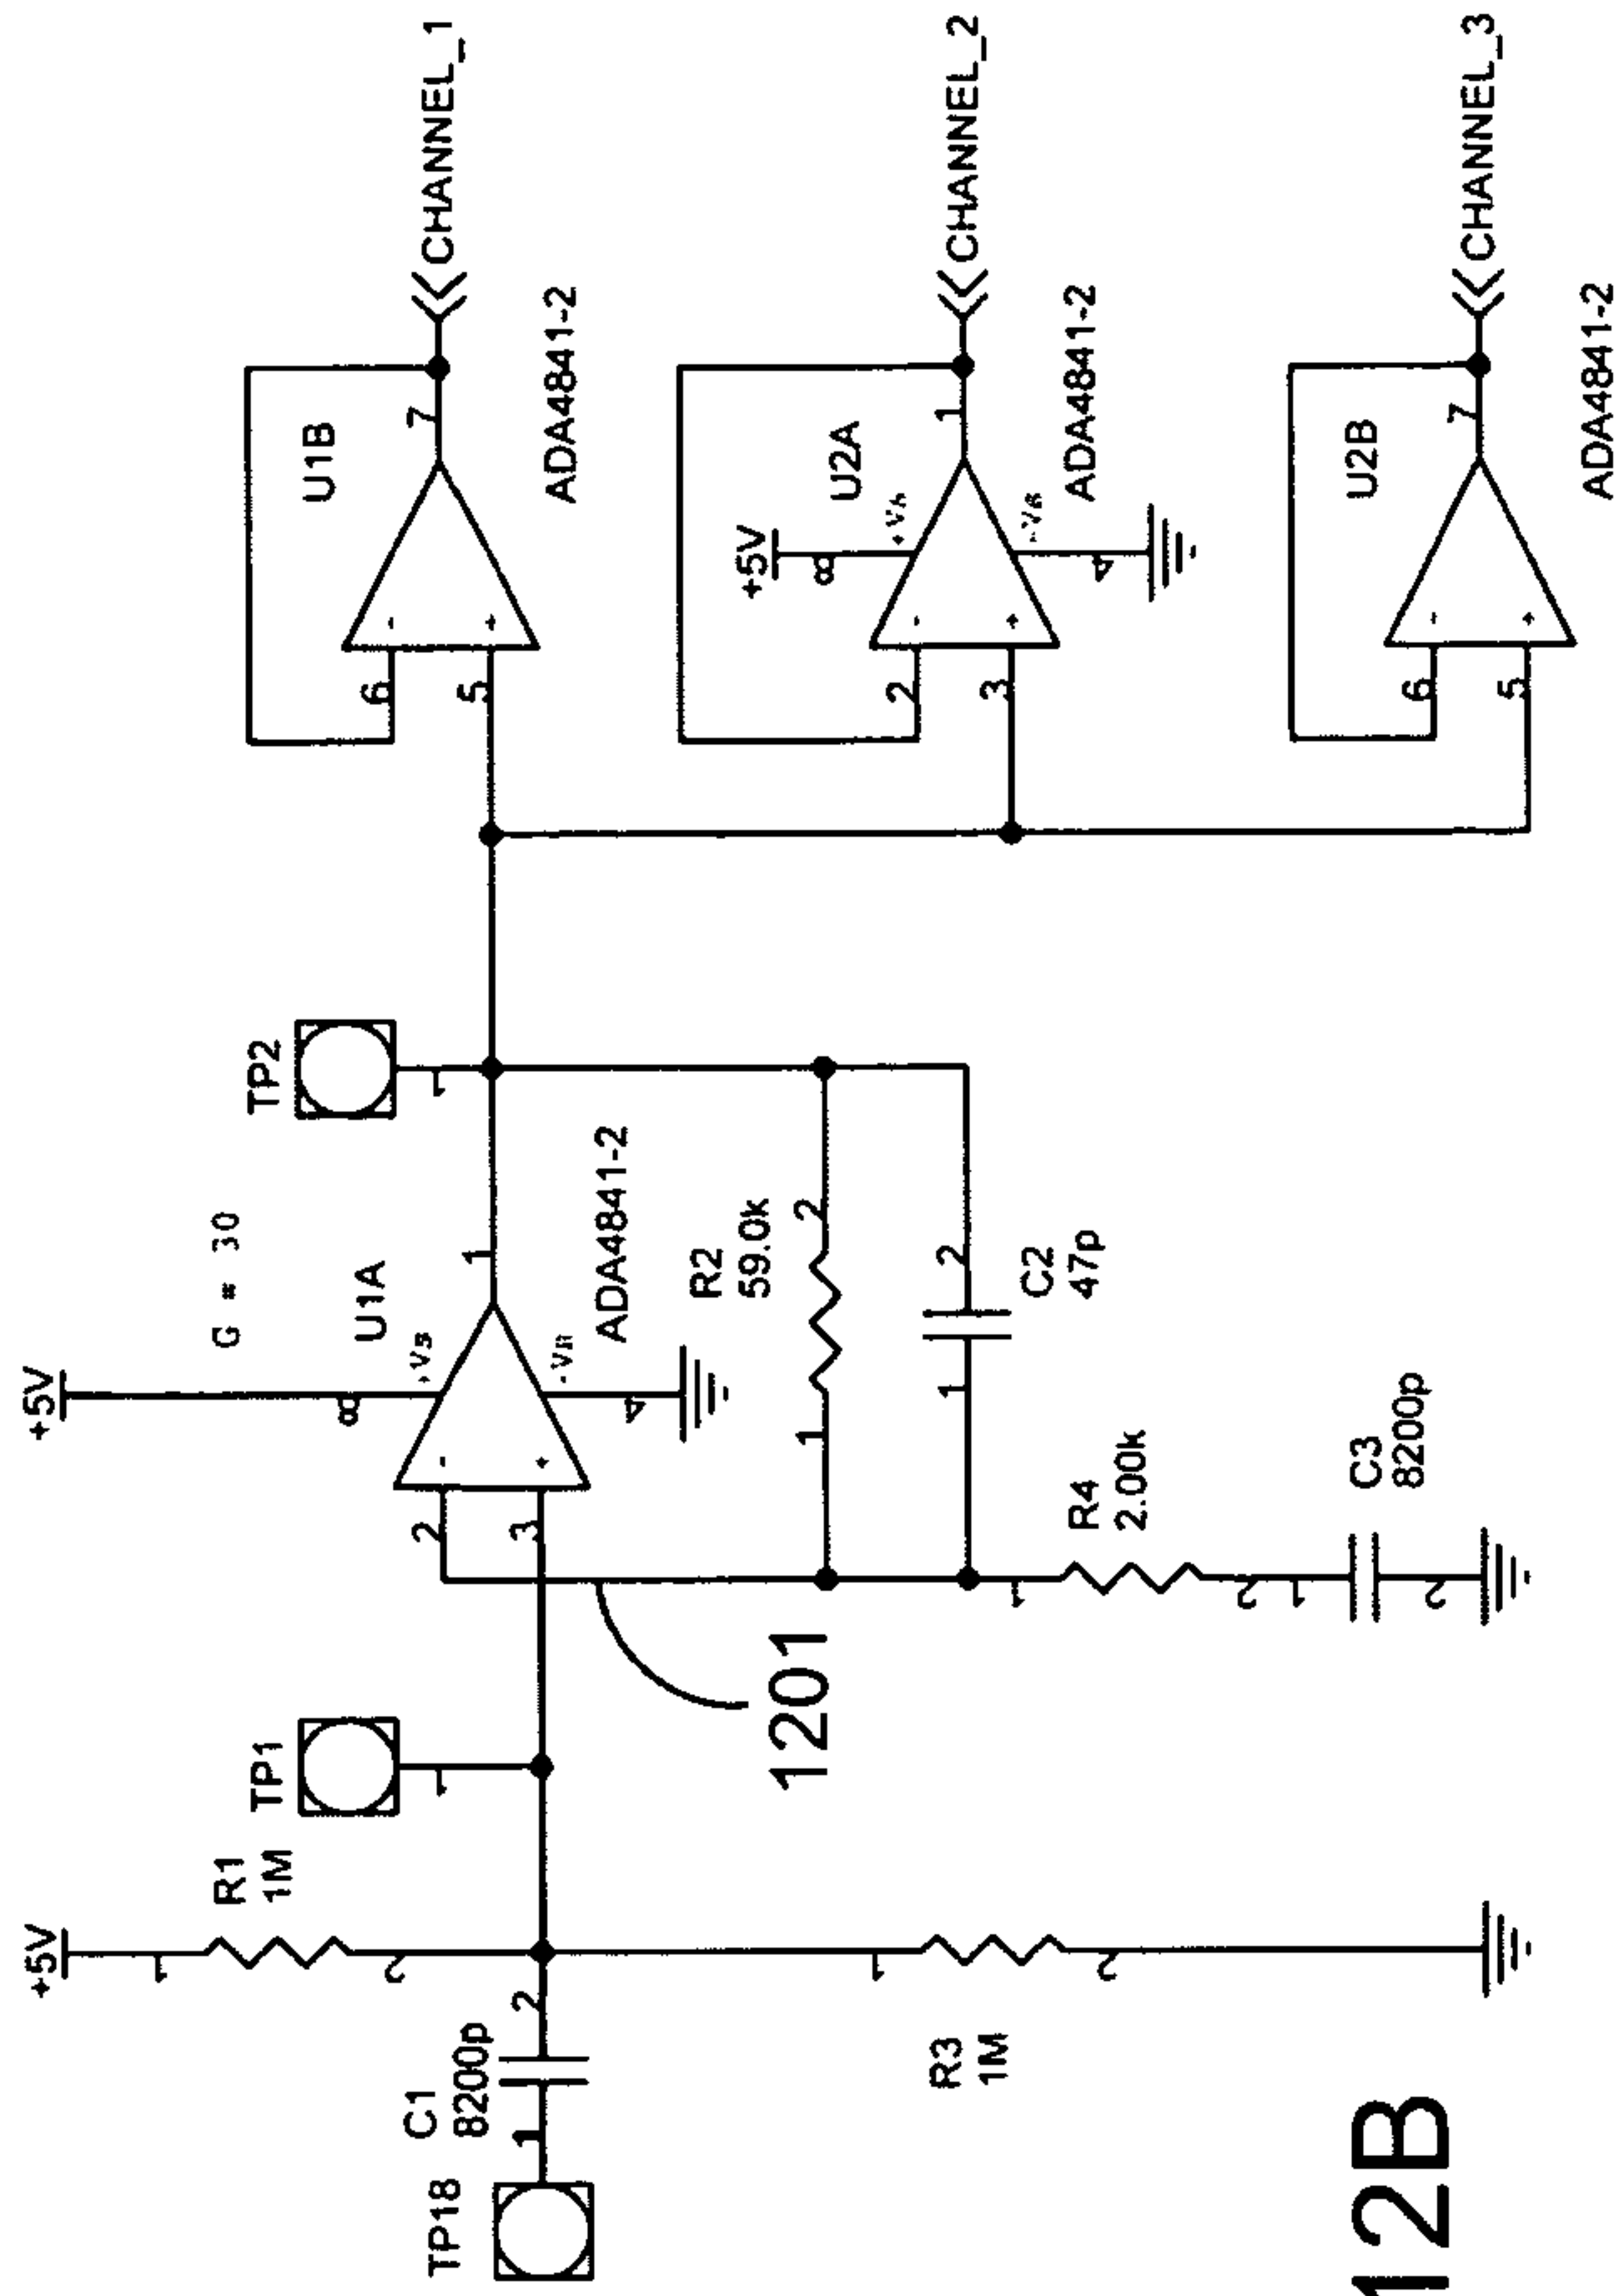 +5V
+5V
G = 30
R1
1M
TP1
TP2
U1A
8
+Vs
2
3
1
-Vs
4
ADA4841-2
TP18
C1
8200p
1
2
1
2
1
1
1201
R2
59.0k
1
2
C2
47p
1
2
R4
2.00k
1
2
C3
8200p
1
2
R3
1M
1
2
U1B
6
5
7
ADA4841-2
CHANNEL_1
+5V
8
U2A
+Vs
2
3
1
-Vs
4
ADA4841-2
CHANNEL_2
U2B
6
5
7
ADA4841-2
CHANNEL_3
12B